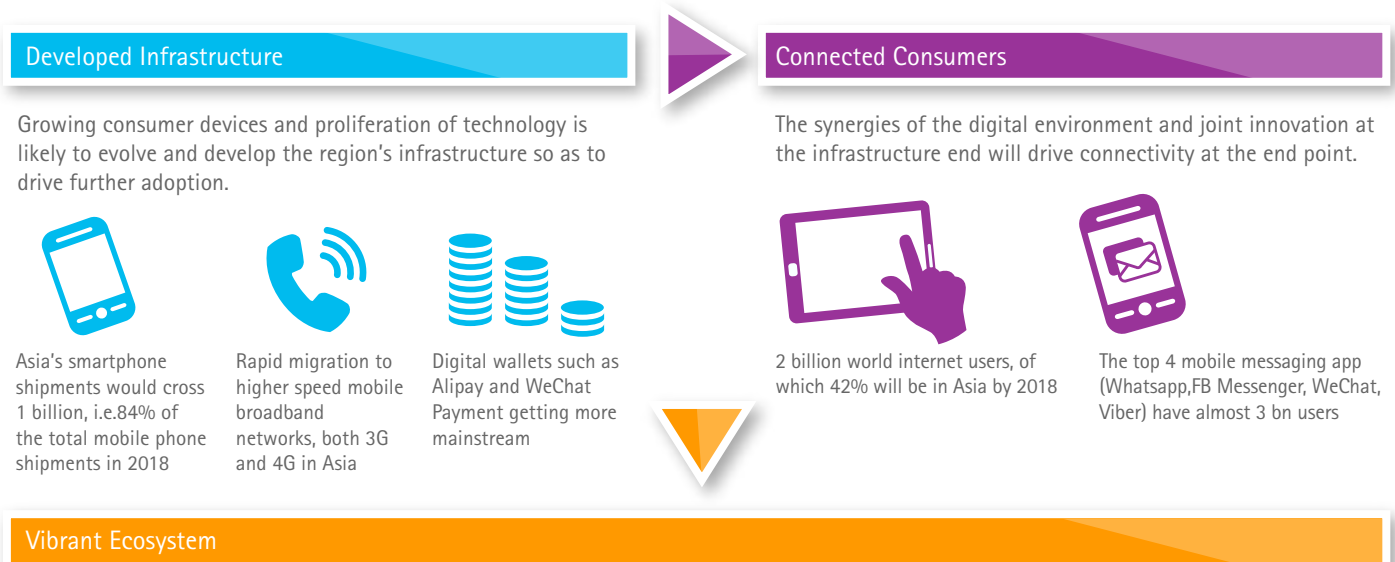 Developed Infrastructure
Growing consumer devices and proliferation of technology is
likely to evolve and develop the region's infrastructure so as to
drive further adoption.
Asia's smartphone
shipments would cross
1 billion, i.e.84% of
the total mobile phone
shipments in 2018
Rapid migration to
higher speed mobile
broadband
networks, both 3G
and 4G in Asia
Digital wallets such as
Alipay and WeChat
Payment getting more
mainstream
Connected Consumers
The synergies of the digital environment and joint innovation at
the infrastructure end will drive connectivity at the end point.
2 billion world internet users, of
which 42% will be in Asia by 2018
The top 4 mobile messaging app
(Whatsapp,FB Messenger, WeChat,
Viber) have almost 3 bn users
Vibrant Ecosystem